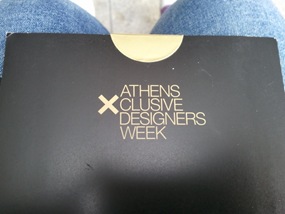 ATHENS
XCLUSIVE
DESIGNERS
WEEK